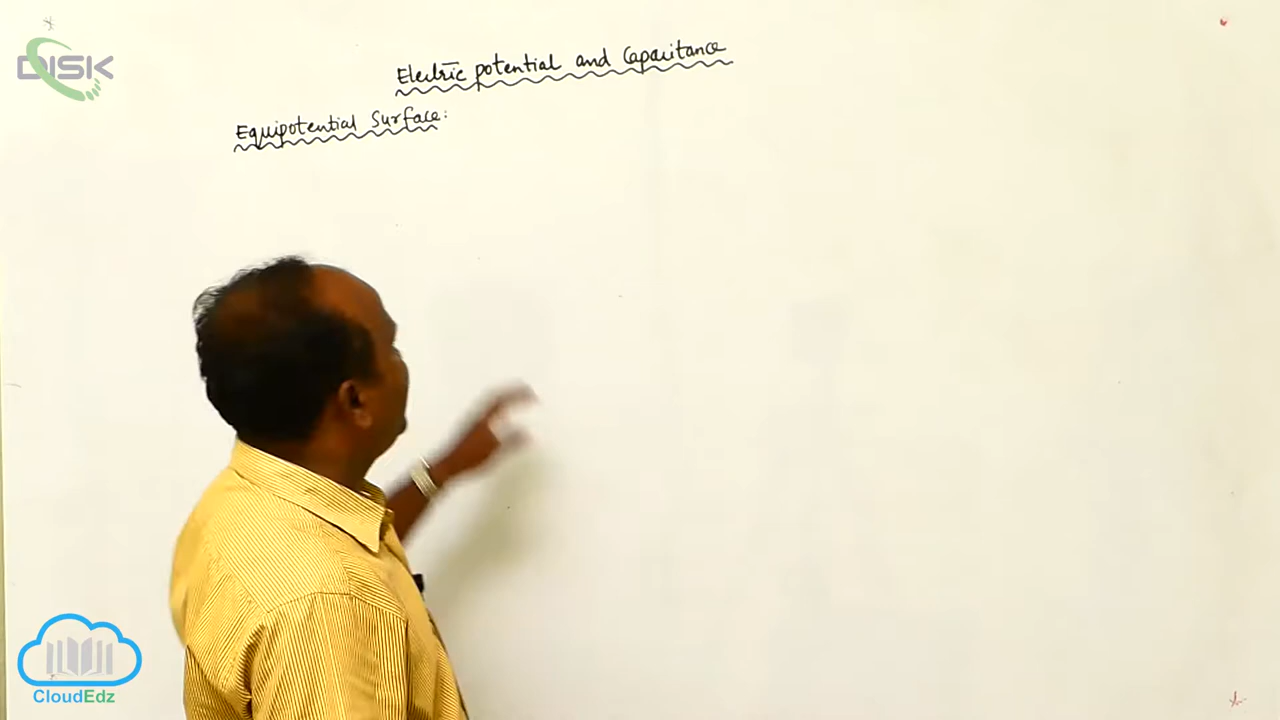 DISK
Electric potential and Capacitance
Equipotential Surface:
CloudEdz